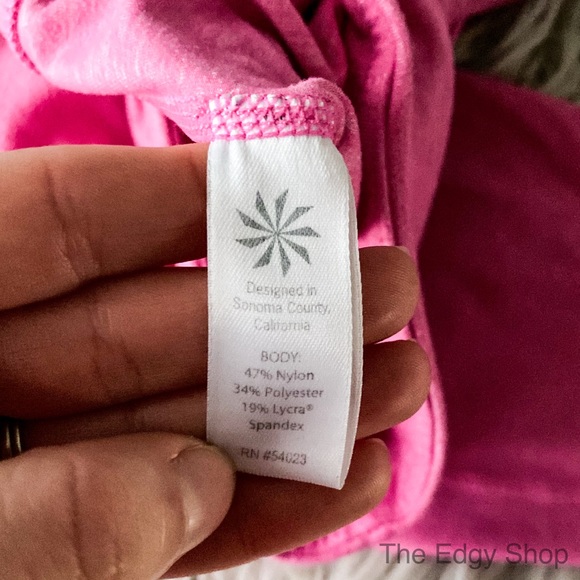 Designed in
Sonoma County,
California
BODY:
47% Nylon
34% Polyester
19% Lycra®
Spandex
RN #54023
The Edgy Shop